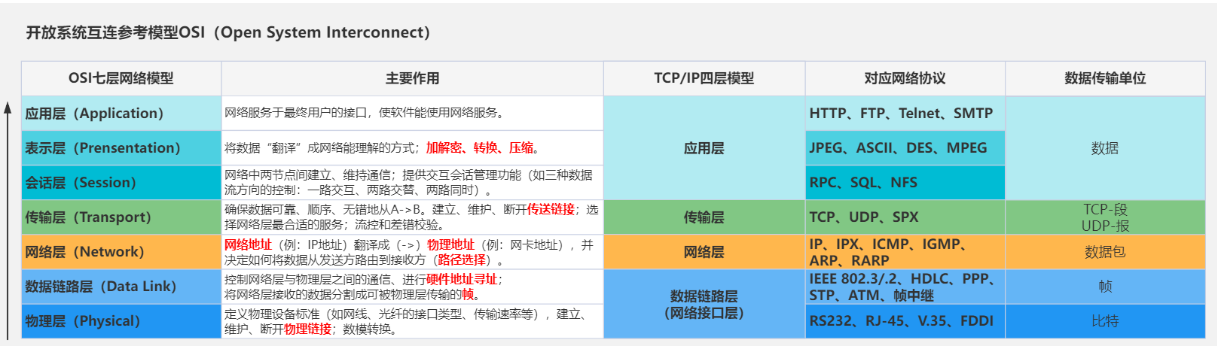 开放系统互连参考模型OSI（Open System Interconnect）
OSI七层网络模型 主要作用 TCP/IP四层模型 对应网络协议 数据传输单位
应用层（Application） 网络服务于最终用户的接口，使软件能使用网络服务。 HTTP、FTP、Telnet、SMTP
表示层（Prensentation） 将数据“翻译”成网络能理解的方式；加解密、转换、压缩。 应用层 JPEG、ASCII、DES、MPEG 数据
会话层（Session） 网络中两节点间建立、维持通信；提供交互会话管理功能（如三种数据
流方向的控制：一路交互、两路交替、两路同时）。 RPC、SQL、NFS
传输层（Transport） 确保数据可靠、顺序、无错地从A->B。建立、维护、断开传送链接；选
择网络层最合适的服务；流控和差错校验。 传输层 TCP、UDP、SPX TCP-段
UDP-报
网络层（Network） 网络地址（例：IP地址）翻译成（->）物理地址（例：网卡地址），并
决定如何将数据从发送方路由到接收方（路径选择）。 网络层 IP、IPX、ICMP、IGMP、
ARP、RARP 数据包
数据链路层（Data Link） 控制网络层与物理层之间的通信、进行硬件地址寻址；
将网络层接收的数据分割成可被物理层传输的帧。 数据链路层
（网络接口层） IEEE 802.3/.2、HDLC、PPP、
STP、ATM、帧中继 帧
物理层（Physical） 定义物理设备标准（如网线、光纤的接口类型、传输速率等），建立、
维护、断开物理链接；数模转换。 RS232、RJ-45、V.35、FDDI 比特